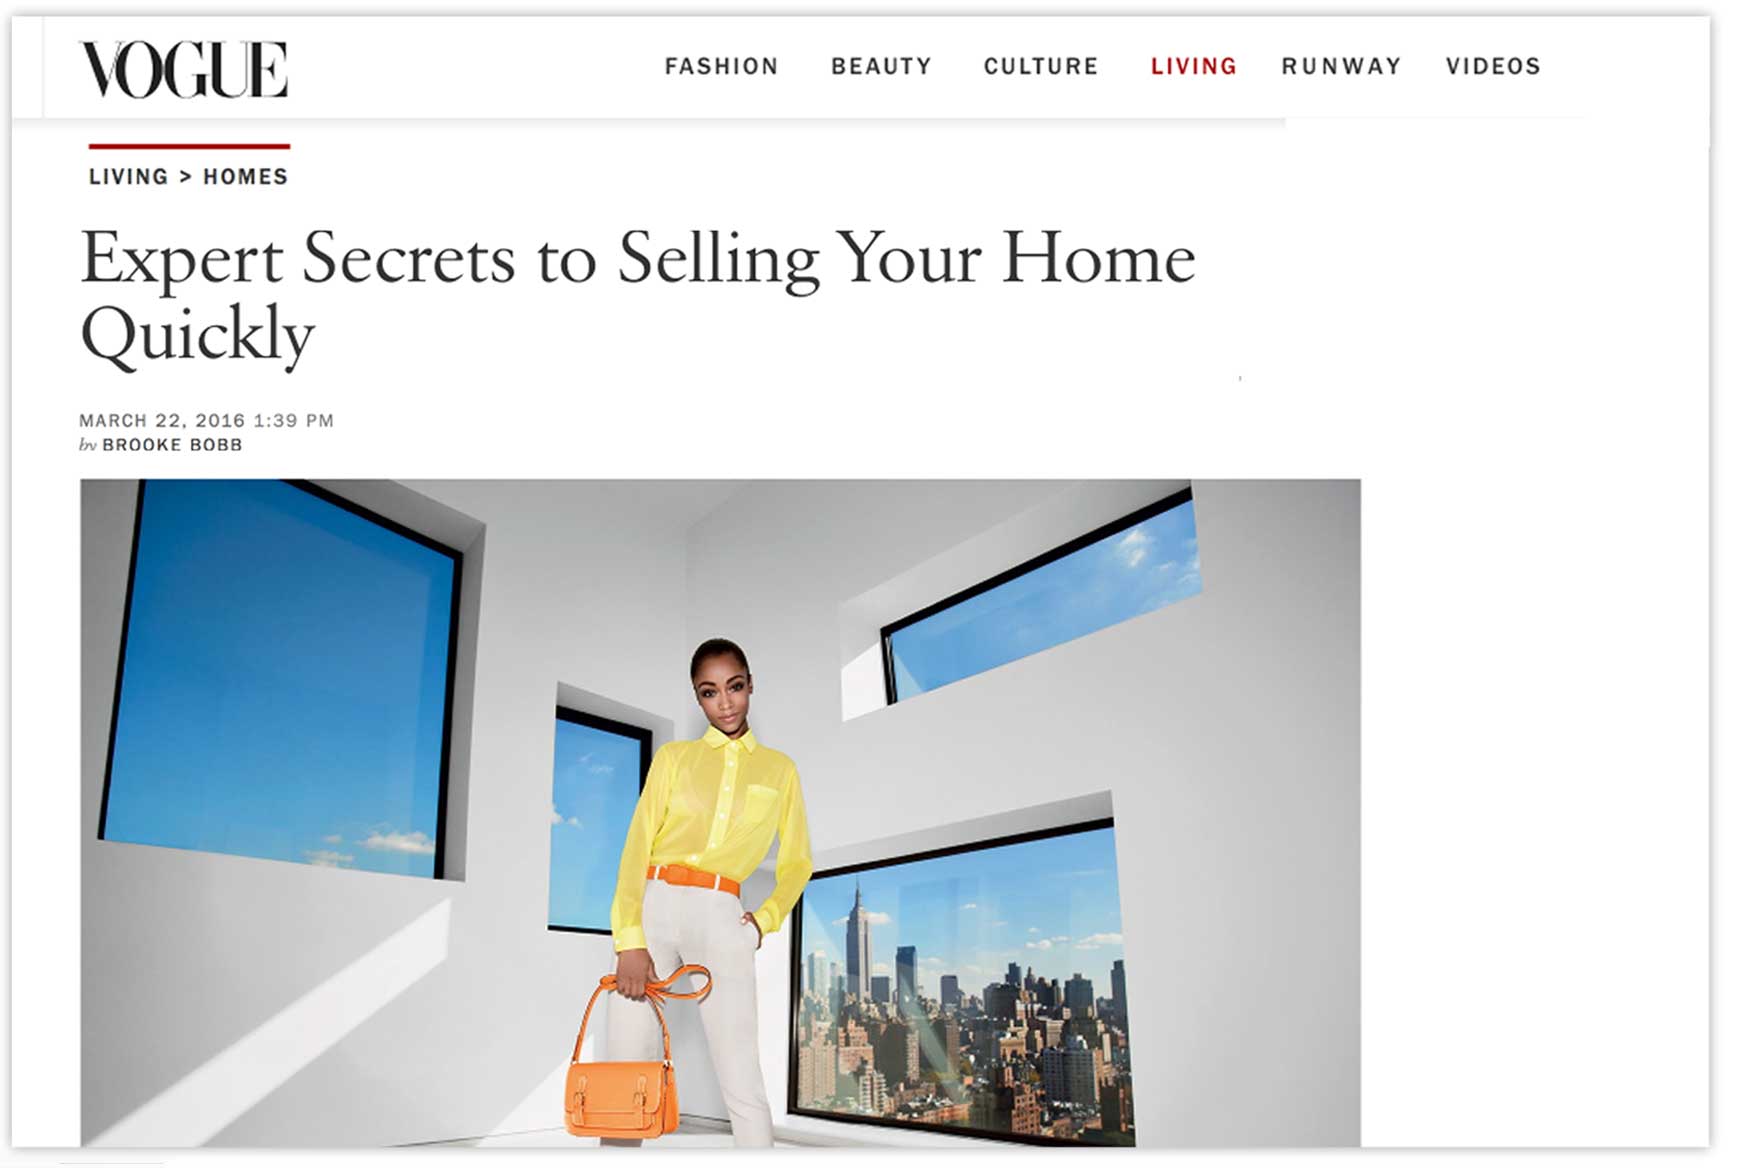 VOGUE
FASHION BEAUTY CULTURE LIVING RUNWAY VIDEOS
LIVING > HOMES
Expert Secrets to Selling Your Home
Quickly
MARCH 22, 2016 1:39 PM
by BROOKE BOBB